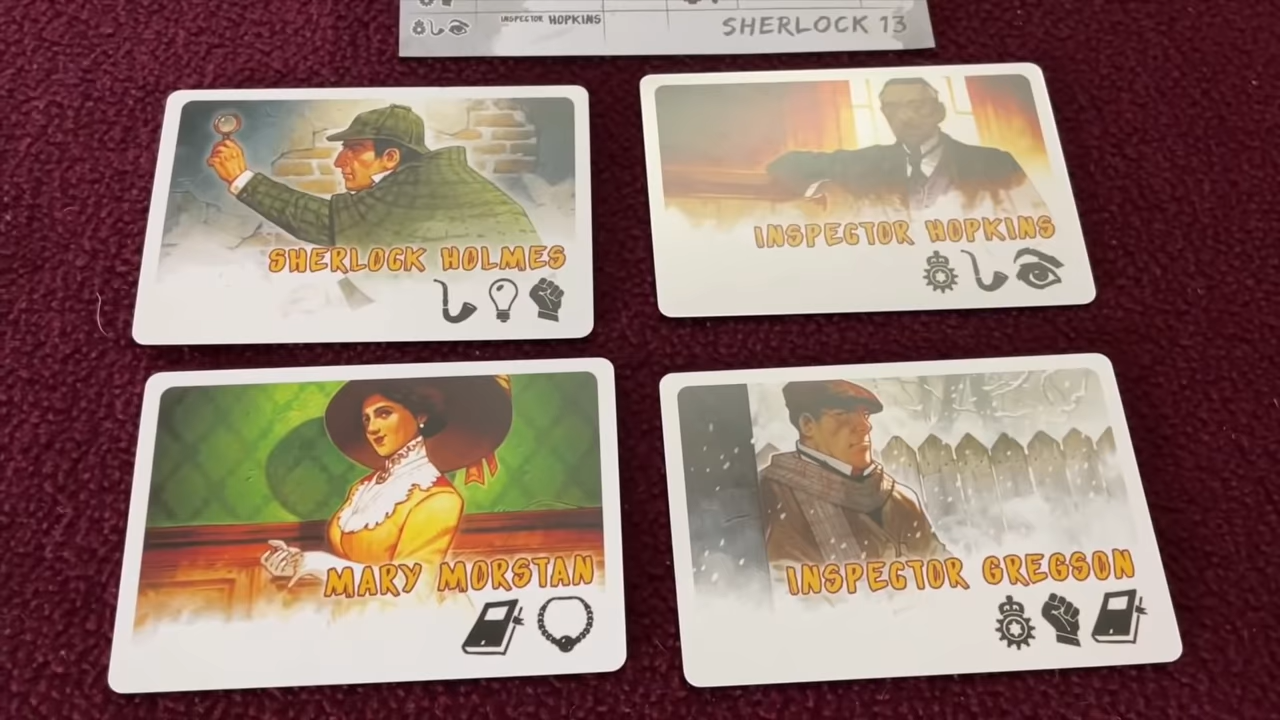 INSPECTOR HOPKINS
SHERLOCK 13
SHERLOCK HOLMES
INSPECTOR HOPKINS
MARY MORSTAN
INSPECTOR GREGSON